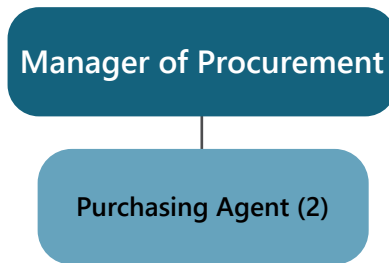 Manager of Procurement
Purchasing Agent (2)